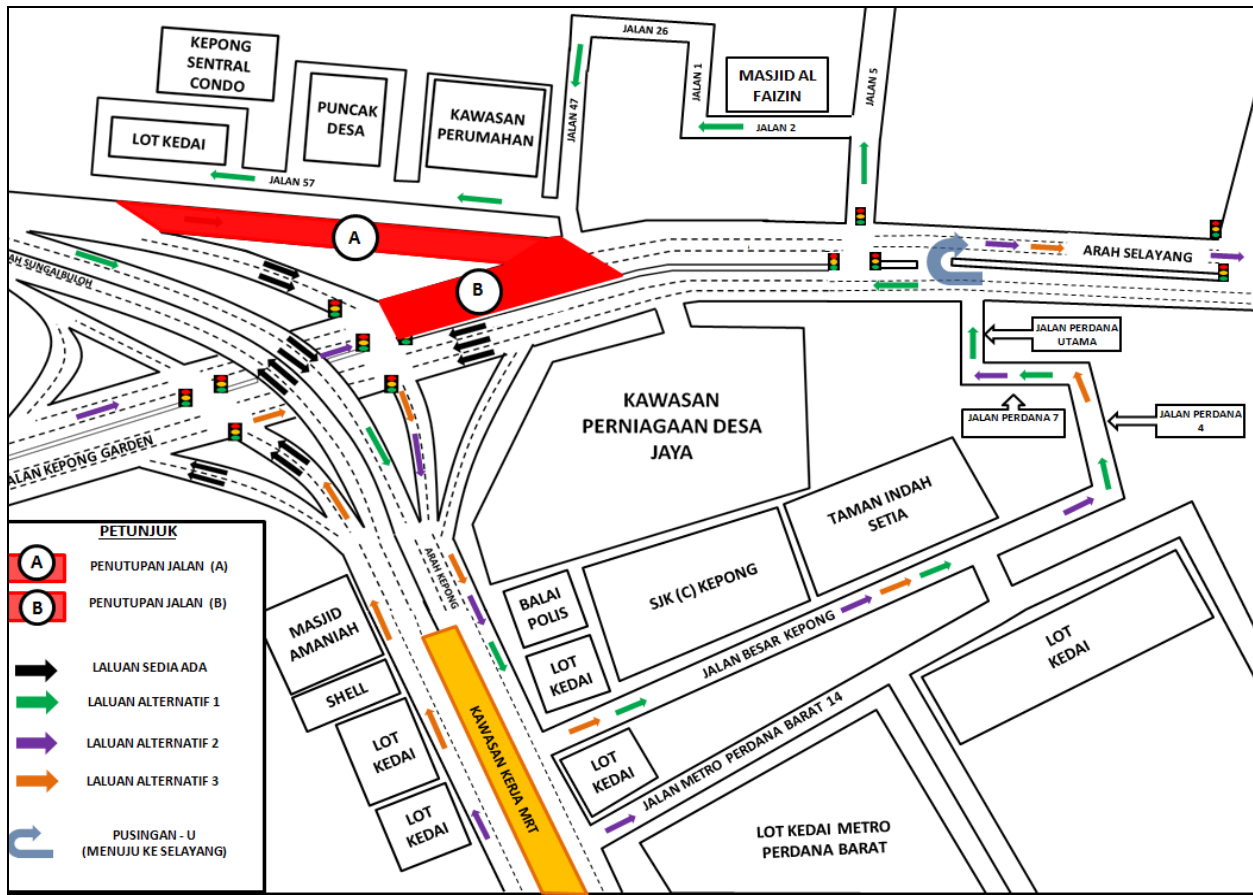 KEPONG
SENTRAL
CONDO
LOT KEDAI
PUNCAK
DESA
KAWASAN
PERUMAHAN
JALAN 26
JALAN 47
JALAN 1
MASJID AL
FAIZIN
JALAN 2
JALAN 5
JALAN 57
A
B
ARAH SELAYANG
AH SUNGAI BULOH
JALAN PERDANA
UTAMA
JALAN PERDANA 7
JALAN PERDANA
4
KAWASAN
PERNIAGAAN DESA
JAYA
ALAN KEPONG GARDEN
TAMAN INDAH
SETIA
SJK (C) KEPONG
BALAI
POLIS
LOT
KEDAI
ARAH KEPONG
JALAN BESAR KEPONG
JALAN METRO PERDANA BARAT 14
LOT
KEDAI
LOT
KEDAI
LOT KEDAI METRO
PERDANA BARAT
MASJID
AMANIAH
SHELL
LOT
KEDAI
LOT
KEDAI
KAWASAN KERJA MRT
PETUNJUK
A
PENUTUPAN JALAN (A)
B
PENUTUPAN JALAN (B)
LALUAN SEDIA ADA
LALUAN ALTERNATIF 1
LALUAN ALTERNATIF 2
LALUAN ALTERNATIF 3
PUSINGAN - U
(MENUJU KE SELAYANG)